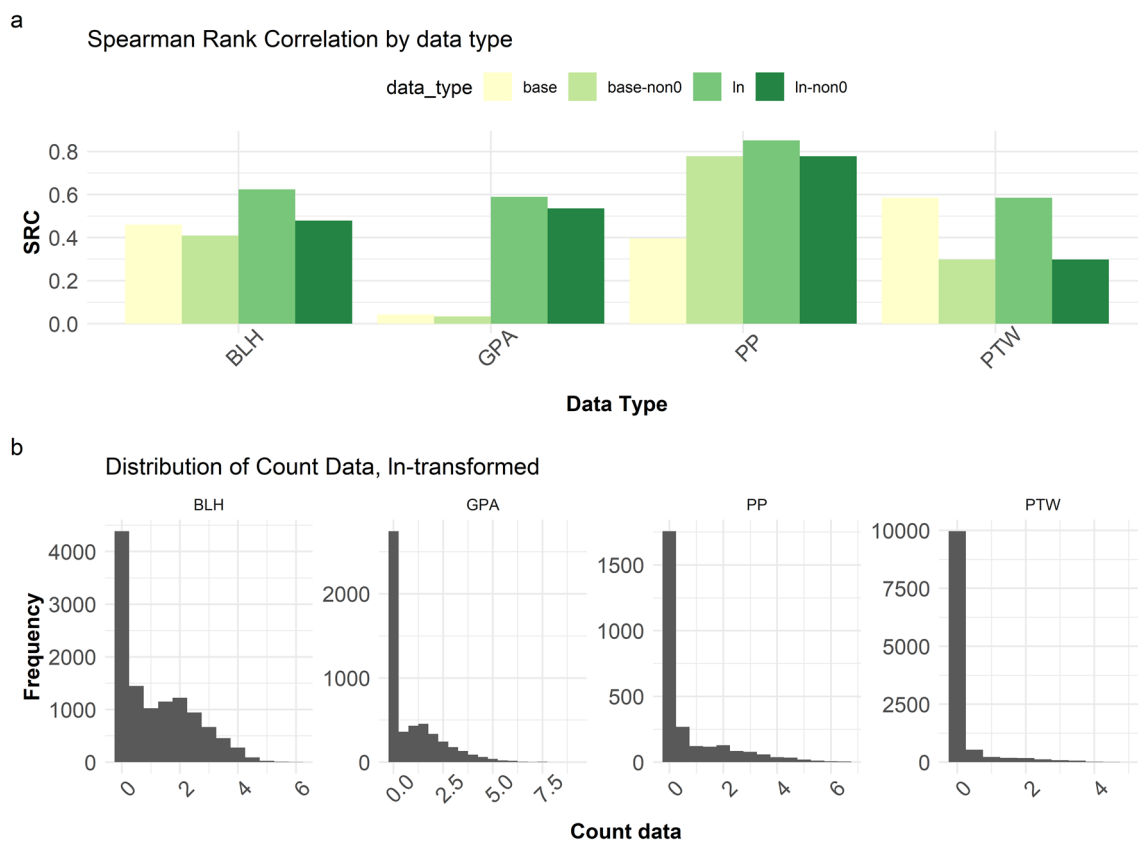 a
Spearman Rank Correlation by data type
data_type base base-non0 ln ln-non0
0.8
0.6
0.4
0.2
0.0
SRC
BLH GPA PP PTW
Data Type
b
Distribution of Count Data, ln-transformed
BLH GPA PP PTW
Frequency
4000
3000
2000
1000
0
0 2 4 6
2000
1000
0
0.0 2.5 5.0 7.5
1500
1000
500
0
0 2 4 6
10000
7500
5000
2500
0
0 2 4
Count data